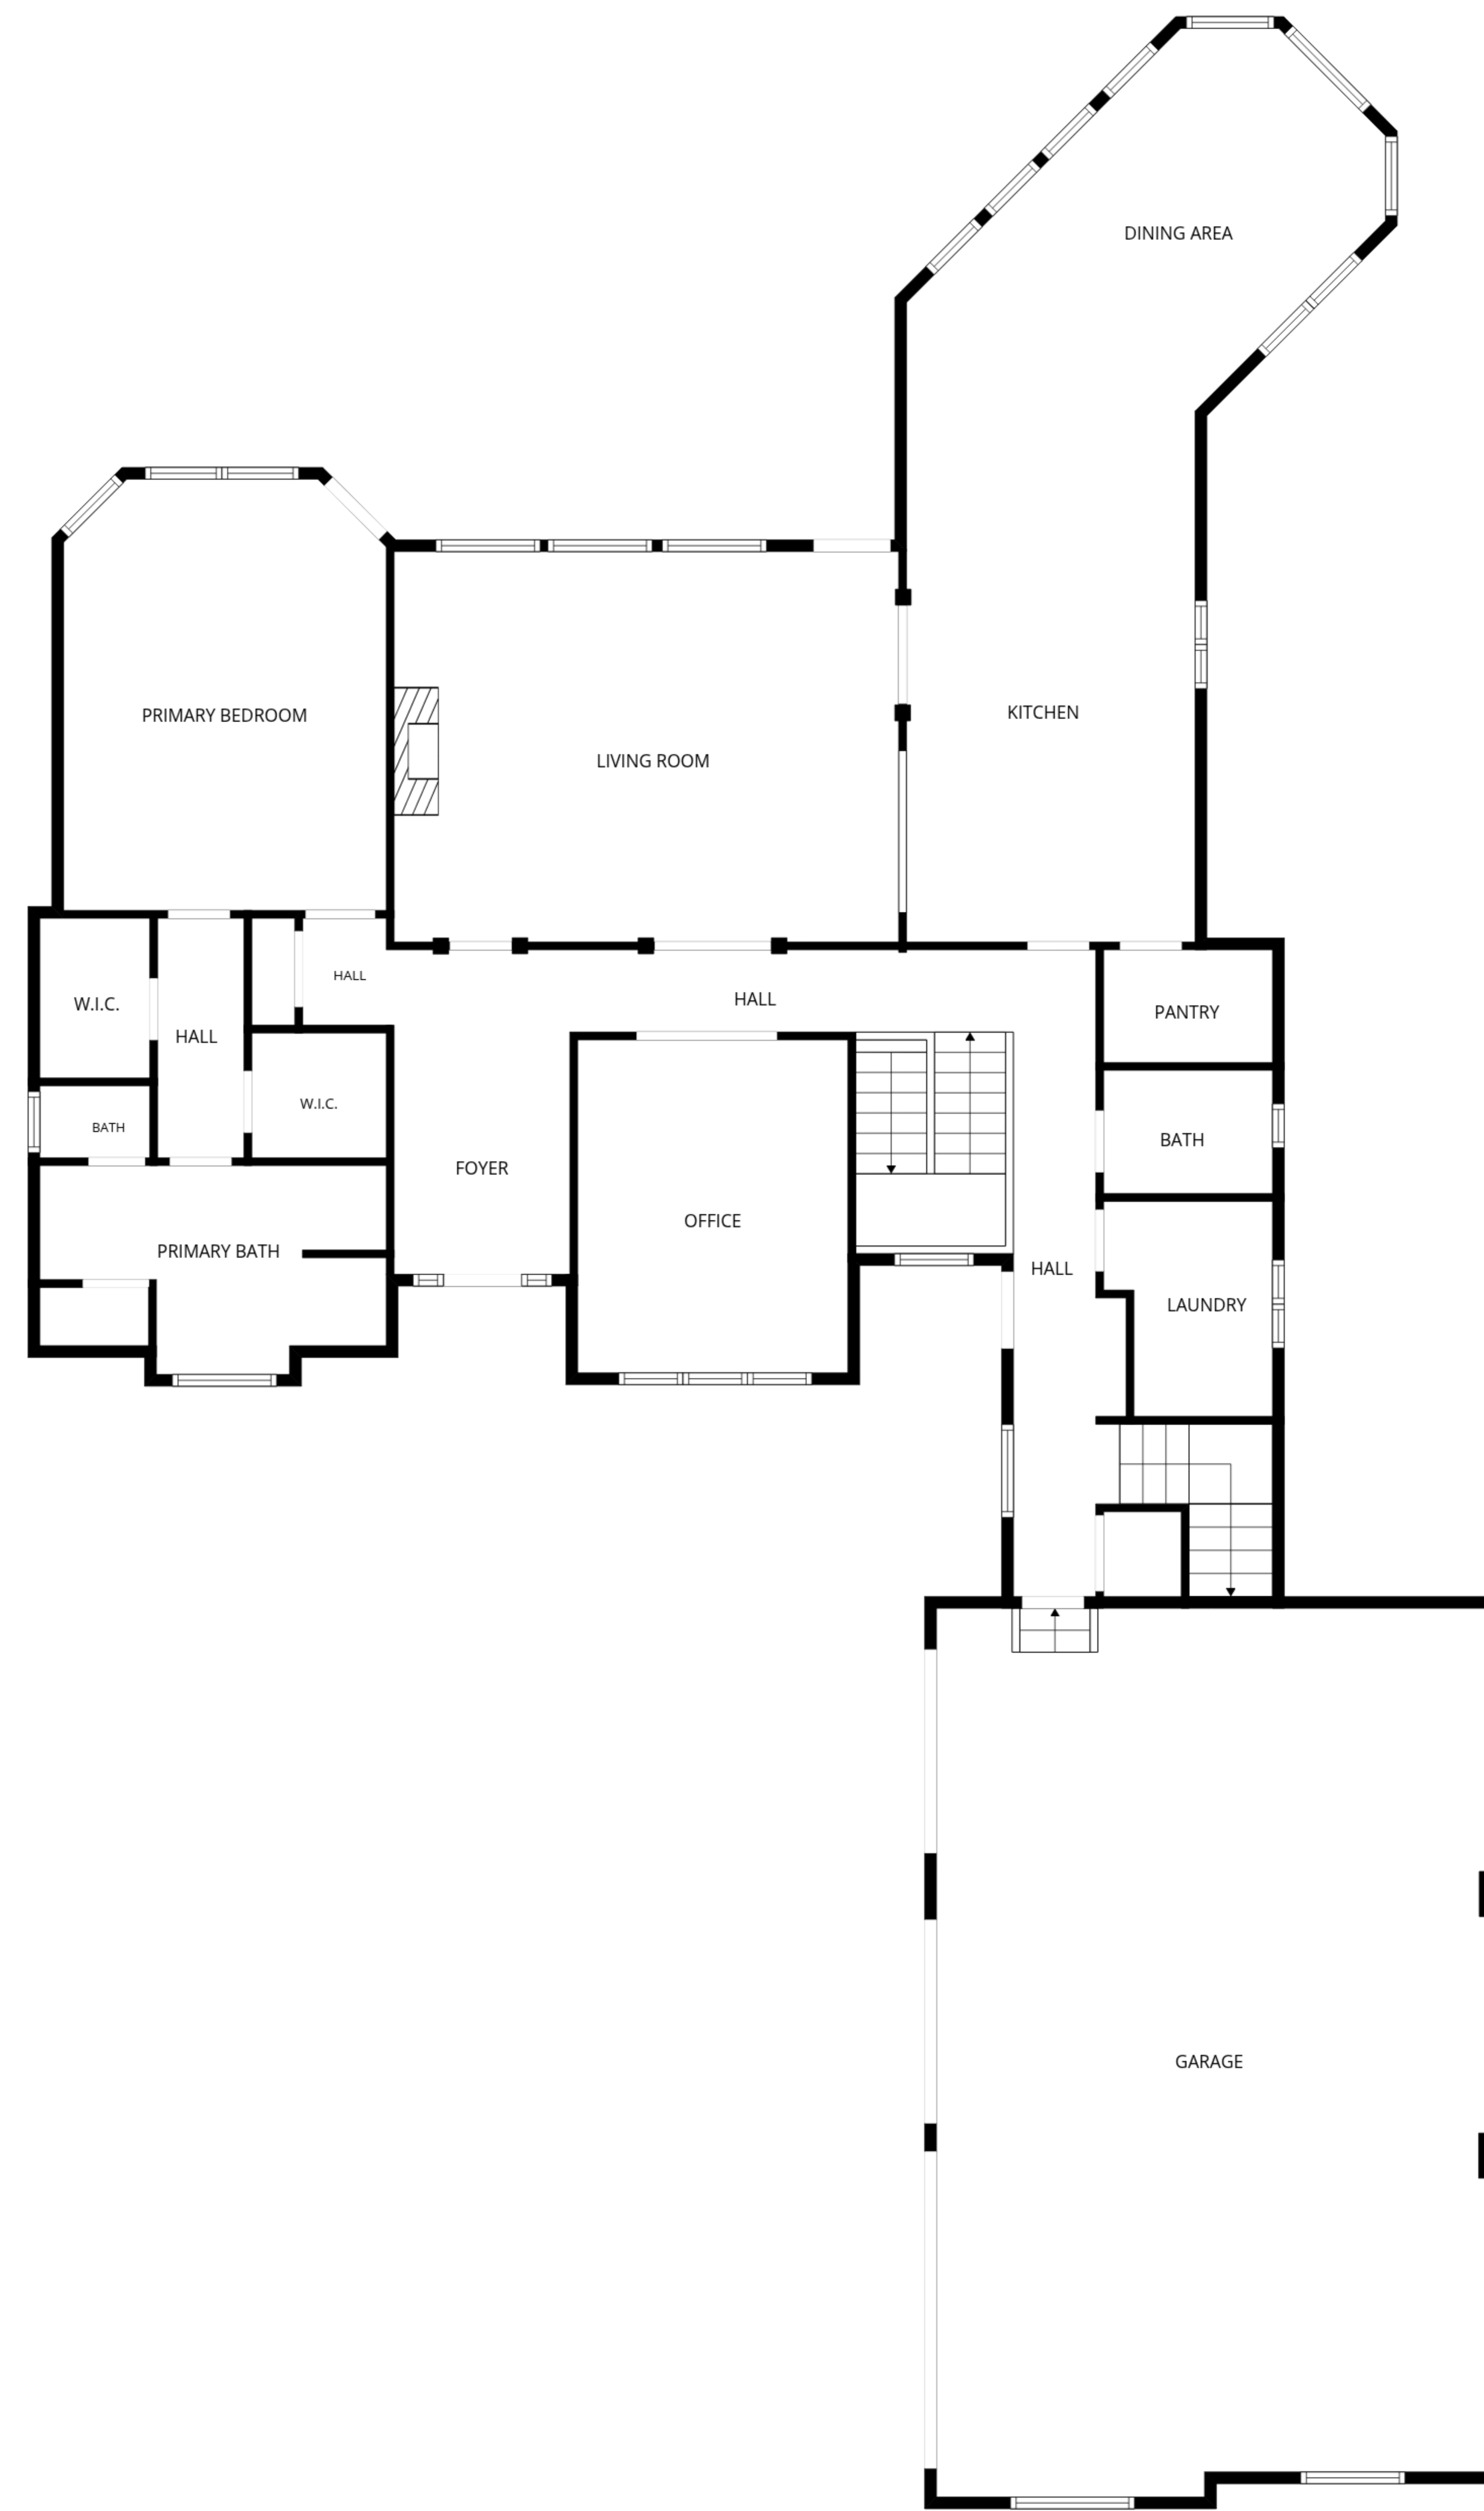 DINING AREA
PRIMARY BEDROOM
KITCHEN
LIVING ROOM
HALL
W.I.C.
HALL
PANTRY
HALL
W.I.C.
BATH
BATH
FOYER
OFFICE
PRIMARY BATH
HALL
LAUNDRY
GARAGE